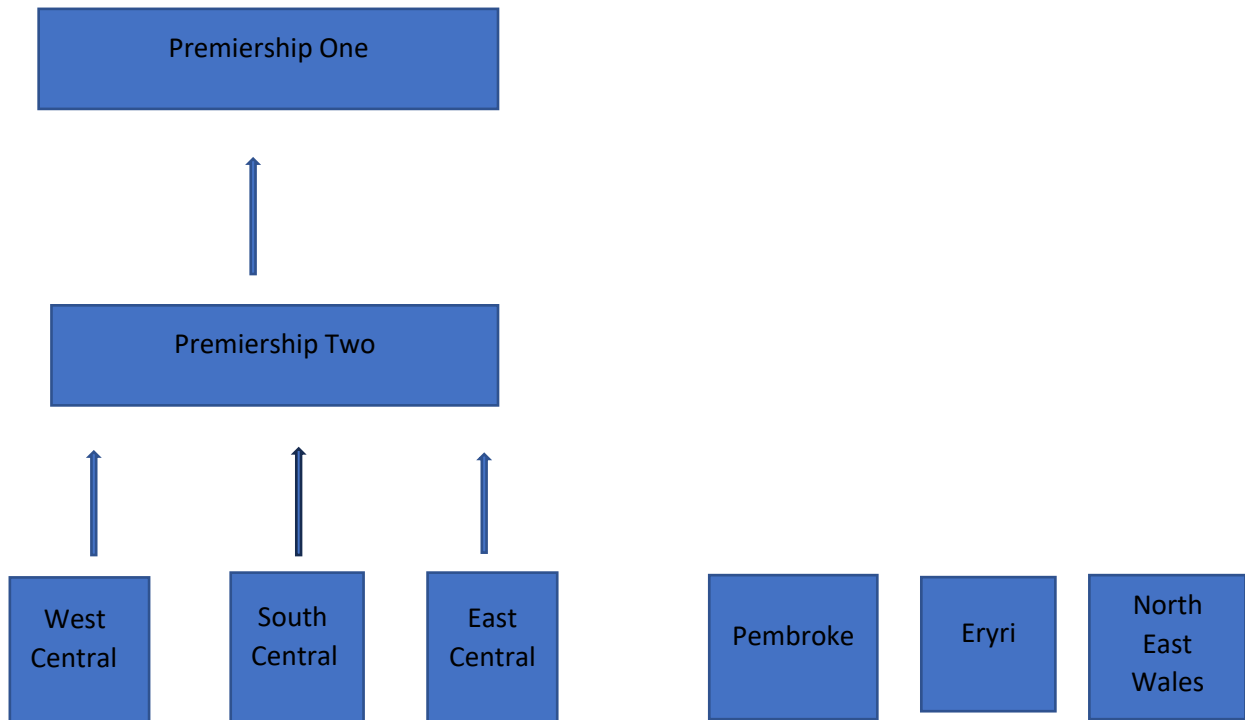 Premiership One
Premiership Two
West
Central
South
Central
East
Central
Pembroke
Eryri
North
East
Wales